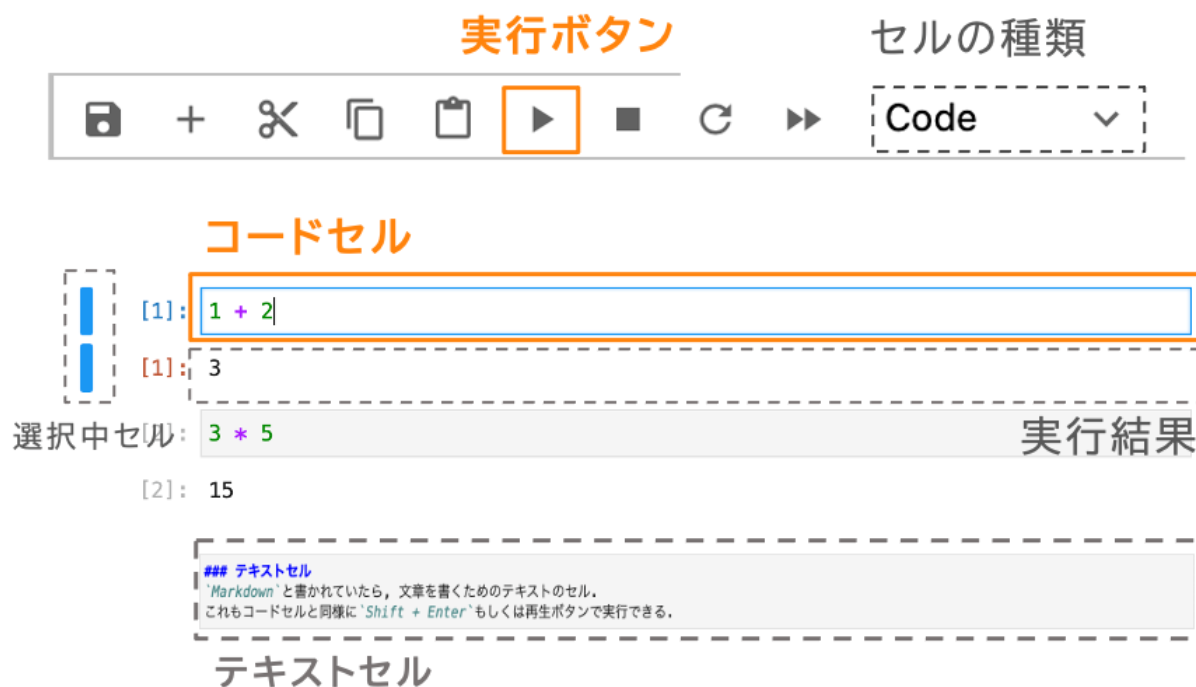 実行ボタン
セルの種類
Code
コードセル
[1]: 1 + 2
[1]: 3
選択中セル ]: 3 * 5
実行結果
[2]: 15
### テキストセル
`Markdown`と書かれていたら，文章を書くためのテキストのセル．
これもコードセルと同様に`Shift + Enter`もしくは再生ボタンで実行できる．
テキストセル